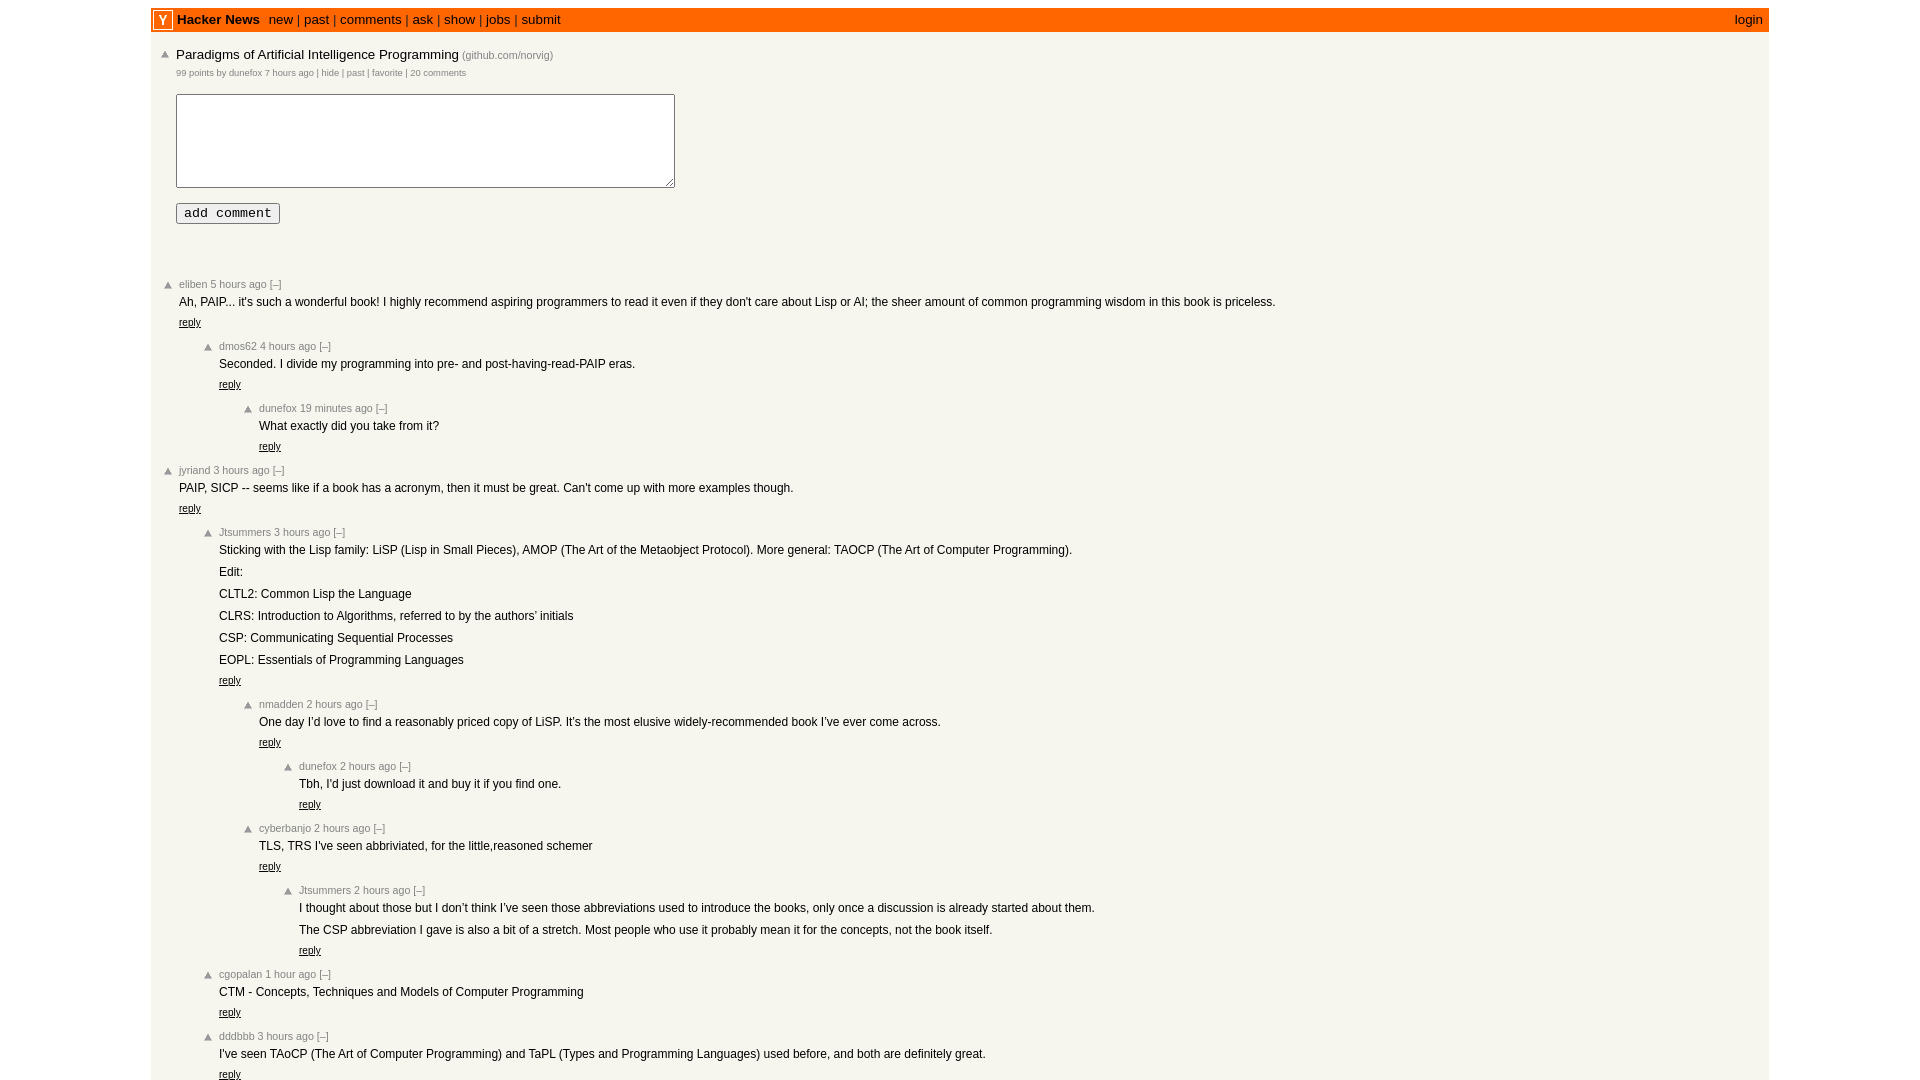 Y Hacker News new | past | comments | ask | show | jobs | submit login
Paradigms of Artificial Intelligence Programming (github.com/norvig)
99 points by dunefox 7 hours ago | hide | past | favorite | 20 comments
add comment
eliben 5 hours ago [–]
Ah, PAIP... it's such a wonderful book! I highly recommend aspiring programmers to read it even if they don't care about Lisp or AI; the sheer amount of common programming wisdom in this book is priceless.
reply
dmos62 4 hours ago [–]
Seconded. I divide my programming into pre- and post-having-read-PAIP eras.
reply
dunefox 19 minutes ago [–]
What exactly did you take from it?
reply
jyriand 3 hours ago [–]
PAIP, SICP -- seems like if a book has a acronym, then it must be great. Can't come up with more examples though.
reply
Jtsummers 3 hours ago [–]
Sticking with the Lisp family: LiSP (Lisp in Small Pieces), AMOP (The Art of the Metaobject Protocol). More general: TAOCP (The Art of Computer Programming).
Edit:
CLTL2: Common Lisp the Language
CLRS: Introduction to Algorithms, referred to by the authors’ initials
CSP: Communicating Sequential Processes
EOPL: Essentials of Programming Languages
reply
nmadden 2 hours ago [–]
One day I’d love to find a reasonably priced copy of LiSP. It’s the most elusive widely-recommended book I’ve ever come across.
reply
dunefox 2 hours ago [–]
Tbh, I'd just download it and buy it if you find one.
reply
cyberbanjo 2 hours ago [–]
TLS, TRS I've seen abbriviated, for the little,reasoned schemer
reply
Jtsummers 2 hours ago [–]
I thought about those but I don’t think I’ve seen those abbreviations used to introduce the books, only once a discussion is already started about them.
The CSP abbreviation I gave is also a bit of a stretch. Most people who use it probably mean it for the concepts, not the book itself.
reply
cgopalan 1 hour ago [–]
CTM - Concepts, Techniques and Models of Computer Programming
reply
dddbbb 3 hours ago [–]
I've seen TAoCP (The Art of Computer Programming) and TaPL (Types and Programming Languages) used before, and both are definitely great.
reply